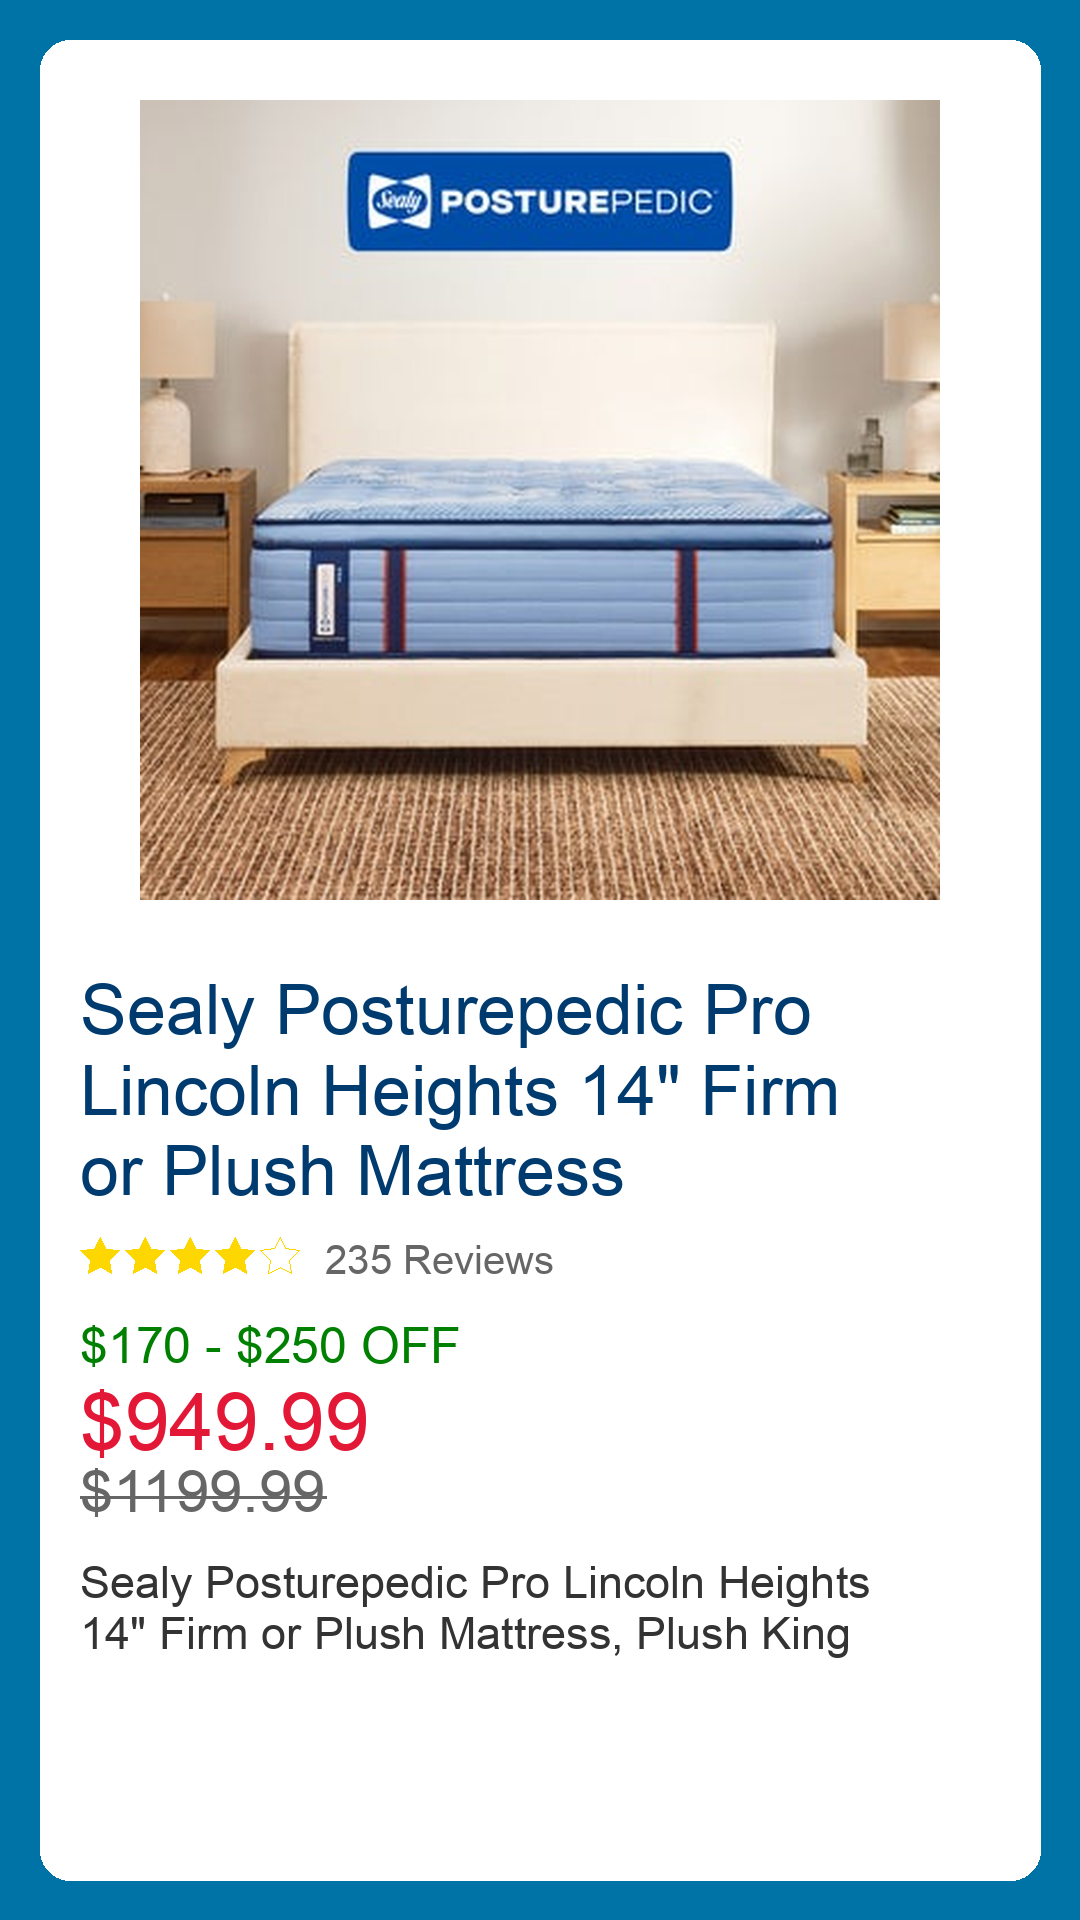 Sealy POSTUREPEDIC
Sealy Posturepedic Pro
Lincoln Heights 14" Firm
or Plush Mattress
235 Reviews
$170 - $250 OFF
$949.99
$1199.99
Sealy Posturepedic Pro Lincoln Heights
14" Firm or Plush Mattress, Plush King